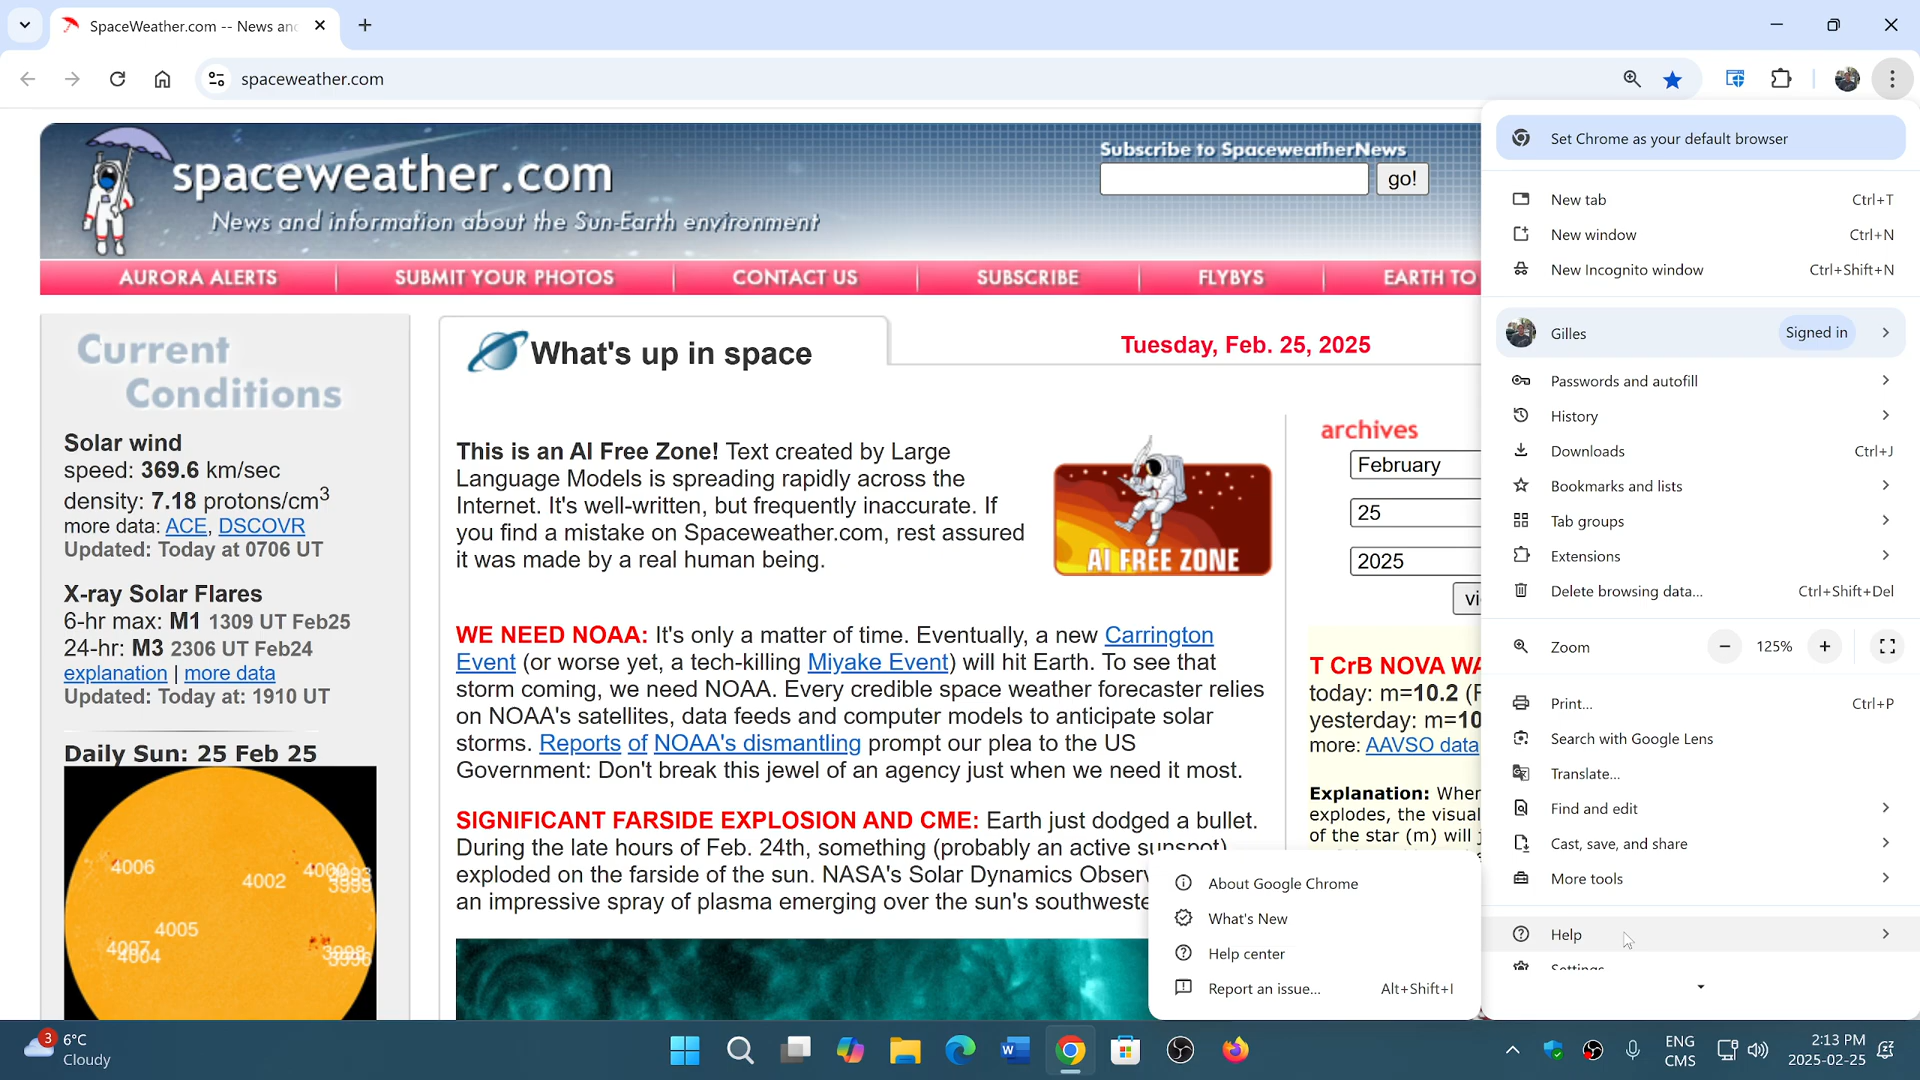 SpaceWeather.com -- News and
spaceweather.com
spaceweather.com
News and information about the Sun-Earth environment
Subscribe to SpaceweatherNews
go!
AURORA ALERTS
SUBMIT YOUR PHOTOS
CONTACT US
SUBSCRIBE
FLYBYS
EARTH TO
Current
Conditions
Solar wind
speed: 369.6 km/sec
density: 7.18 protons/cm3
more data: ACE, DSCOVR
Updated: Today at 0706 UT
X-ray Solar Flares
6-hr max: M1 1309 UT Feb25
24-hr: M3 2306 UT Feb24
explanation | more data
Updated: Today at: 1910 UT
Daily Sun: 25 Feb 25
4006
4002
4000
4005
4007
4004
What's up in space
Tuesday, Feb. 25, 2025
This is an AI Free Zone! Text created by Large
Language Models is spreading rapidly across the
Internet. It's well-written, but frequently inaccurate. If
you find a mistake on Spaceweather.com, rest assured
it was made by a real human being.
AI FREE ZONE
WE NEED NOAA: It's only a matter of time. Eventually, a new Carrington
Event (or worse yet, a tech-killing Miyake Event) will hit Earth. To see that
storm coming, we need NOAA. Every credible space weather forecaster relies
on NOAA's satellites, data feeds and computer models to anticipate solar
storms. Reports of NOAA's dismantling prompt our plea to the US
Government: Don't break this jewel of an agency just when we need it most.
SIGNIFICANT FARSIDE EXPLOSION AND CME: Earth just dodged a bullet.
During the late hours of Feb. 24th, something (probably an active sunspot)
exploded on the farside of the sun. NASA's Solar Dynamics Observ
an impressive spray of plasma emerging over the sun's southweste
archives
February
25
2025
vi
T CrB NOVA WA
today: m=10.2 (F
yesterday: m=10
more: AAVSO data
Explanation: When
explodes, the visual
of the star (m) will
Set Chrome as your default browser
New tab Ctrl+T
New window Ctrl+N
New Incognito window Ctrl+Shift+N
Gilles Signed in
Passwords and autofill
History
Downloads Ctrl+J
Bookmarks and lists
Tab groups
Extensions
Delete browsing data... Ctrl+Shift+Del
Zoom − 125% +
Print... Ctrl+P
Search with Google Lens
Translate...
Find and edit
Cast, save, and share
More tools
Help
Settings
About Google Chrome
What's New
Help center
Report an issue... Alt+Shift+I
3
6°C
Cloudy
ENG
CMS
2:13 PM
2025-02-25